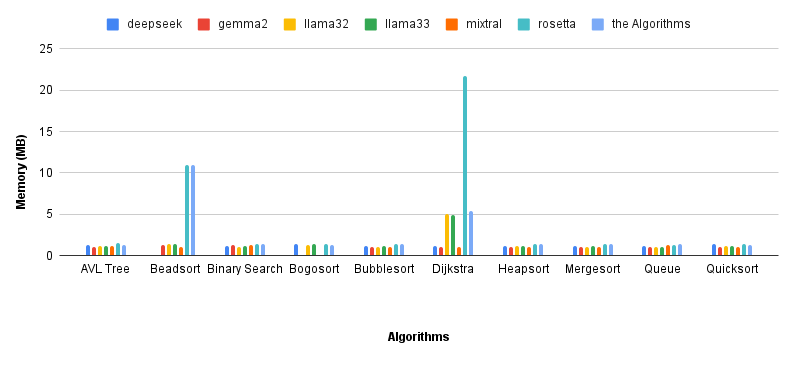 deepseek gemma2 llama32 llama33 mixtral rosetta the Algorithms
25
20
15
10
5
0
Memory (MB)
AVL Tree Beadsort Binary Search Bogosort Bubblesort Dijkstra Heapsort Mergesort Queue Quicksort
Algorithms